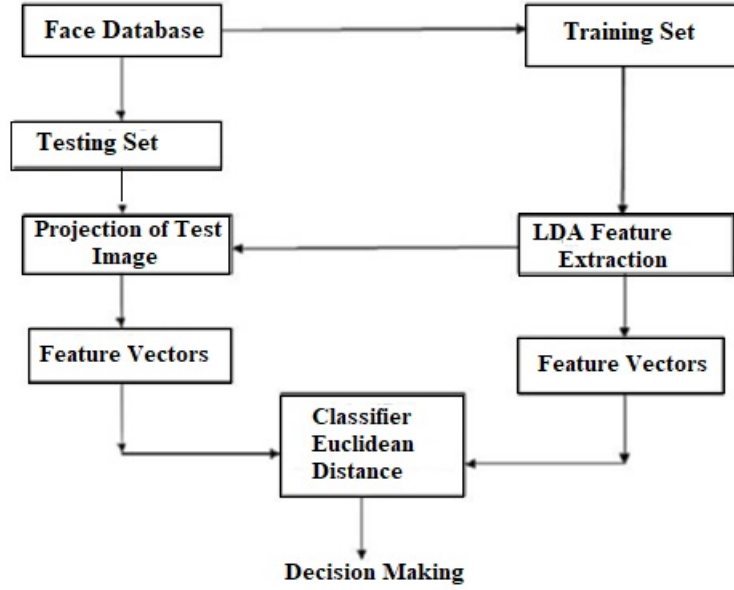 Face Database
Training Set
Testing Set
Projection of Test
Image
LDA Feature
Extraction
Feature Vectors
Feature Vectors
Classifier
Euclidean
Distance
Decision Making